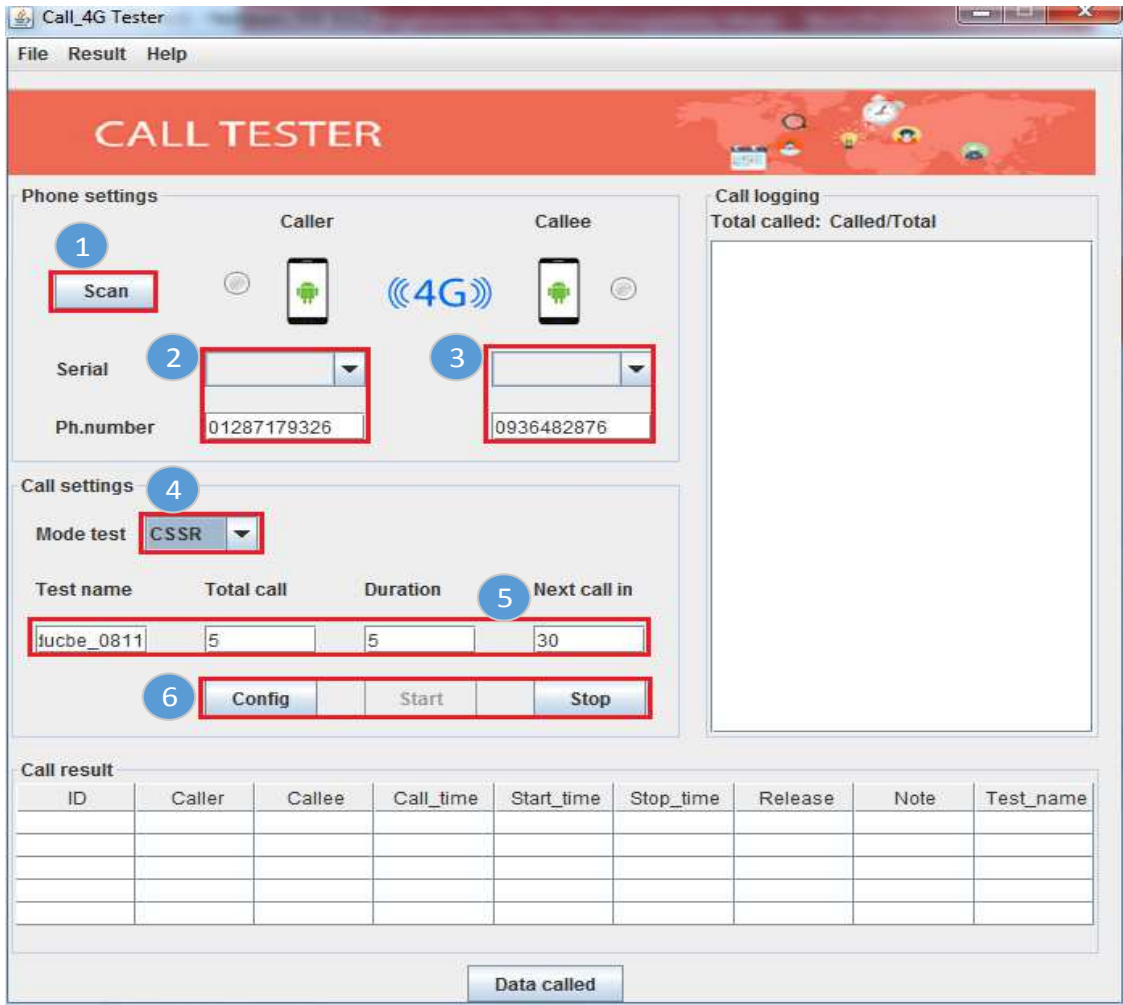 Call_4G Tester
File Result Help
CALL TESTER
Phone settings
Caller
Callee
1
Scan
4G
Serial
2
3
Ph.number
01287179326
0936482876
Call settings
4
Mode test
CSSR
Test name
Total call
Duration
5
Next call in
5
5
30
6
Config
Start
Stop
Call logging
Total called: Called/Total
Call result
ID Caller Callee Call_time Start_time Stop_time Release Note Test_name
Data called